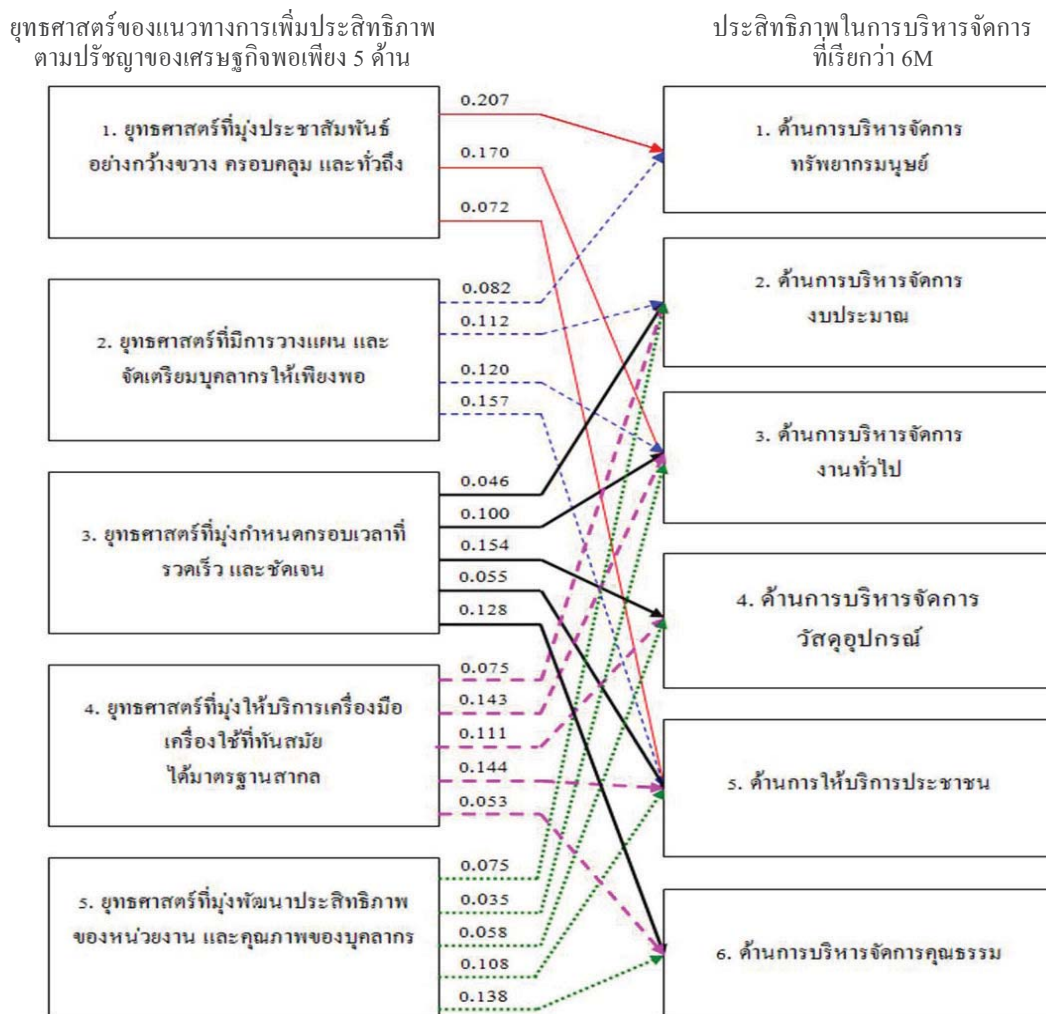 ยุทธศาสตร์ของแนวทางการเพิ่มประสิทธิภาพ
ตามปรัชญาของเศรษฐกิจพอเพียง 5 ด้าน
ประสิทธิภาพในการบริหารจัดการ
ที่เรียกว่า 6M
1. ยุทธศาสตร์ที่มุ่งประชาสัมพันธ์
อย่างกว้างขวาง ครอบคลุม และทั่วถึง
0.207
0.170
0.072
2. ยุทธศาสตร์ที่มีการวางแผน และ
จัดเตรียมบุคลากรให้เพียงพอ
0.082
0.112
0.120
0.157
3. ยุทธศาสตร์ที่มุ่งกำหนดกรอบเวลาที่
รวดเร็ว และชัดเจน
0.046
0.100
0.154
0.055
0.128
4. ยุทธศาสตร์ที่มุ่งให้บริการเครื่องมือ
เครื่องใช้ที่ทันสมัย
ได้มาตรฐานสากล
0.075
0.143
0.111
0.144
0.053
5. ยุทธศาสตร์ที่มุ่งพัฒนาประสิทธิภาพ
ของหน่วยงาน และคุณภาพของบุคลากร
0.075
0.035
0.058
0.108
0.138
1. ด้านการบริหารจัดการ
ทรัพยากรมนุษย์
2. ด้านการบริหารจัดการ
งบประมาณ
3. ด้านการบริหารจัดการ
งานทั่วไป
4. ด้านการบริหารจัดการ
วัสดุอุปกรณ์
5. ด้านการให้บริการประชาชน
6. ด้านการบริหารจัดการคุณธรรม